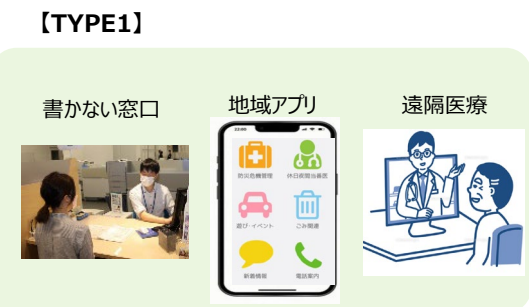 【TYPE1】
書かない窓口
地域アプリ
遠隔医療
防災危機管理
休日夜間当番医
遊び・イベント
ごみ関連
新着情報
電話案内